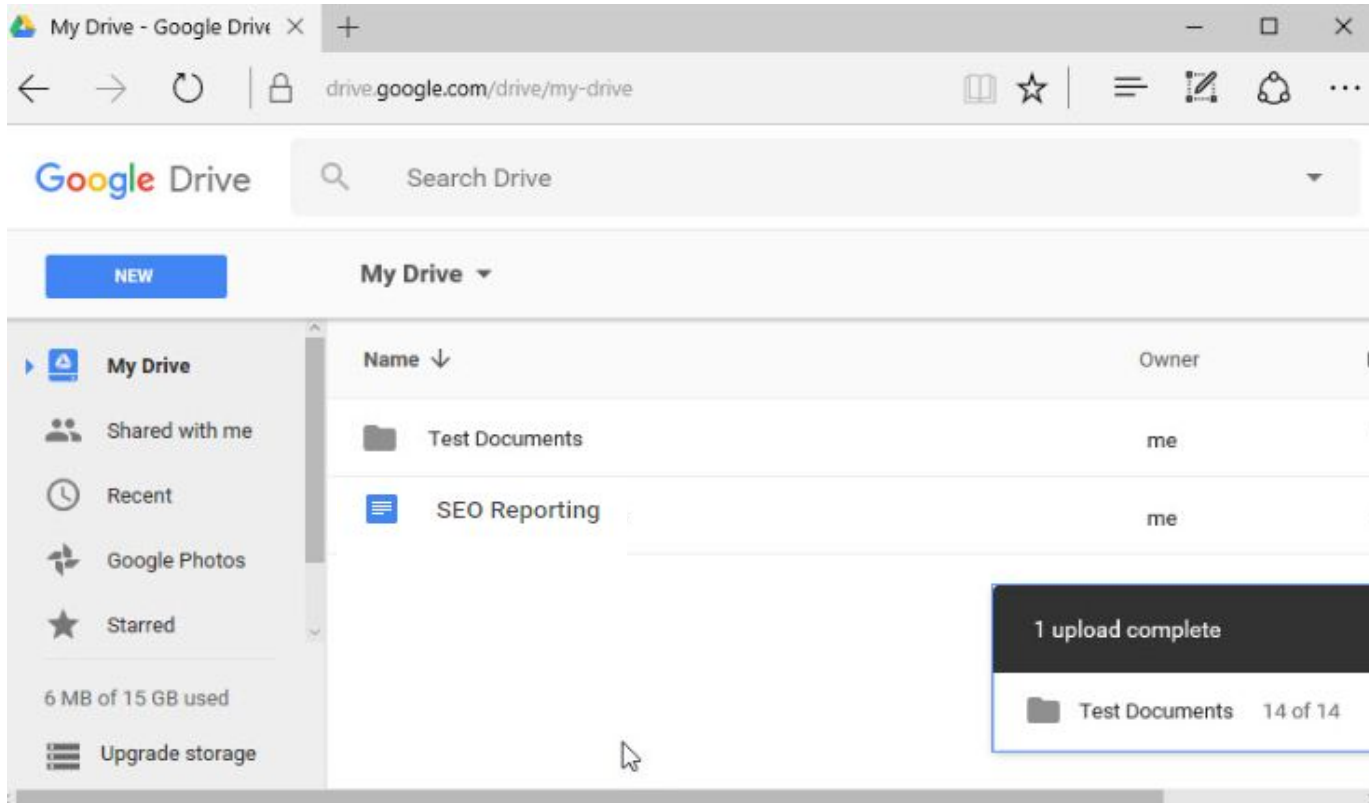 My Drive - Google Drive
drive.google.com/drive/my-drive
Google Drive
Search Drive
NEW
My Drive
My Drive
Shared with me
Recent
Google Photos
Starred
6 MB of 15 GB used
Upgrade storage
Name Owner
Test Documents me
SEO Reporting me
1 upload complete
Test Documents 14 of 14